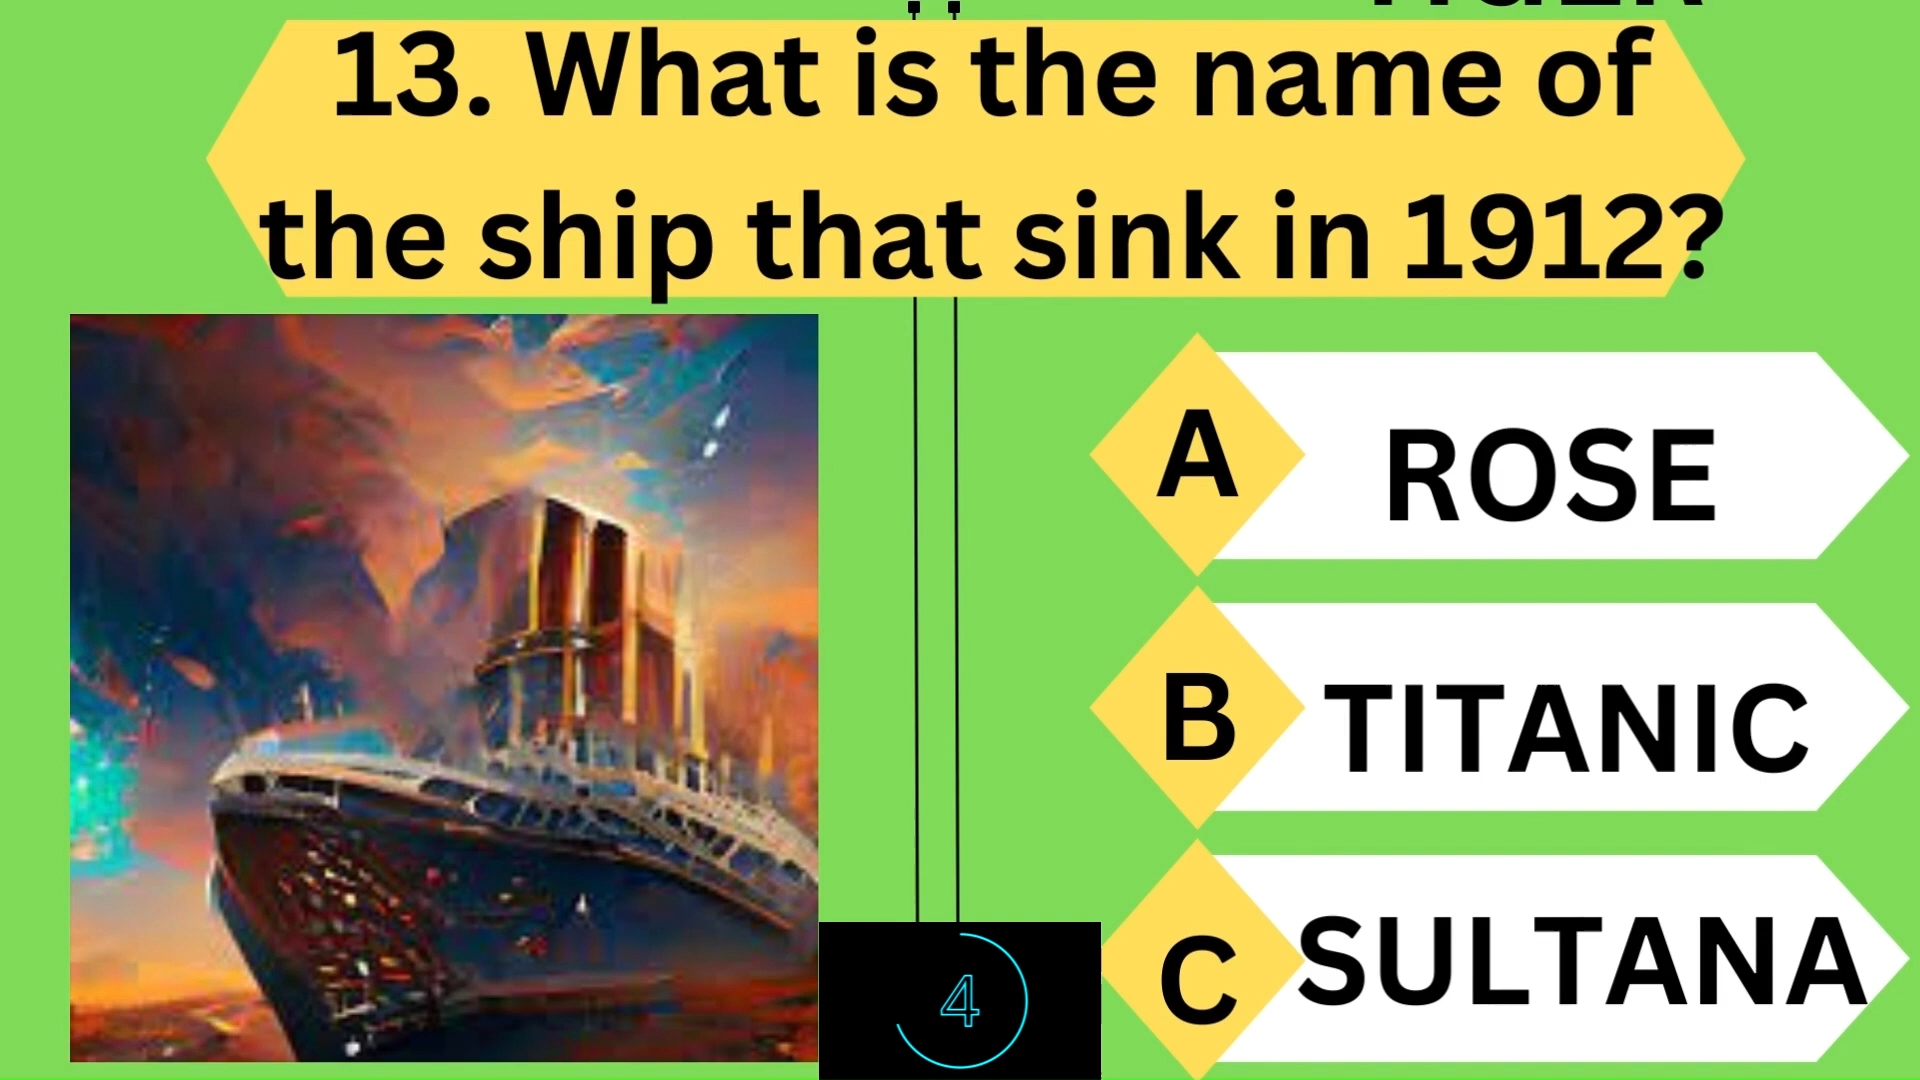 13. What is the name of
the ship that sink in 1912?
A ROSE
B TITANIC
C SULTANA
4